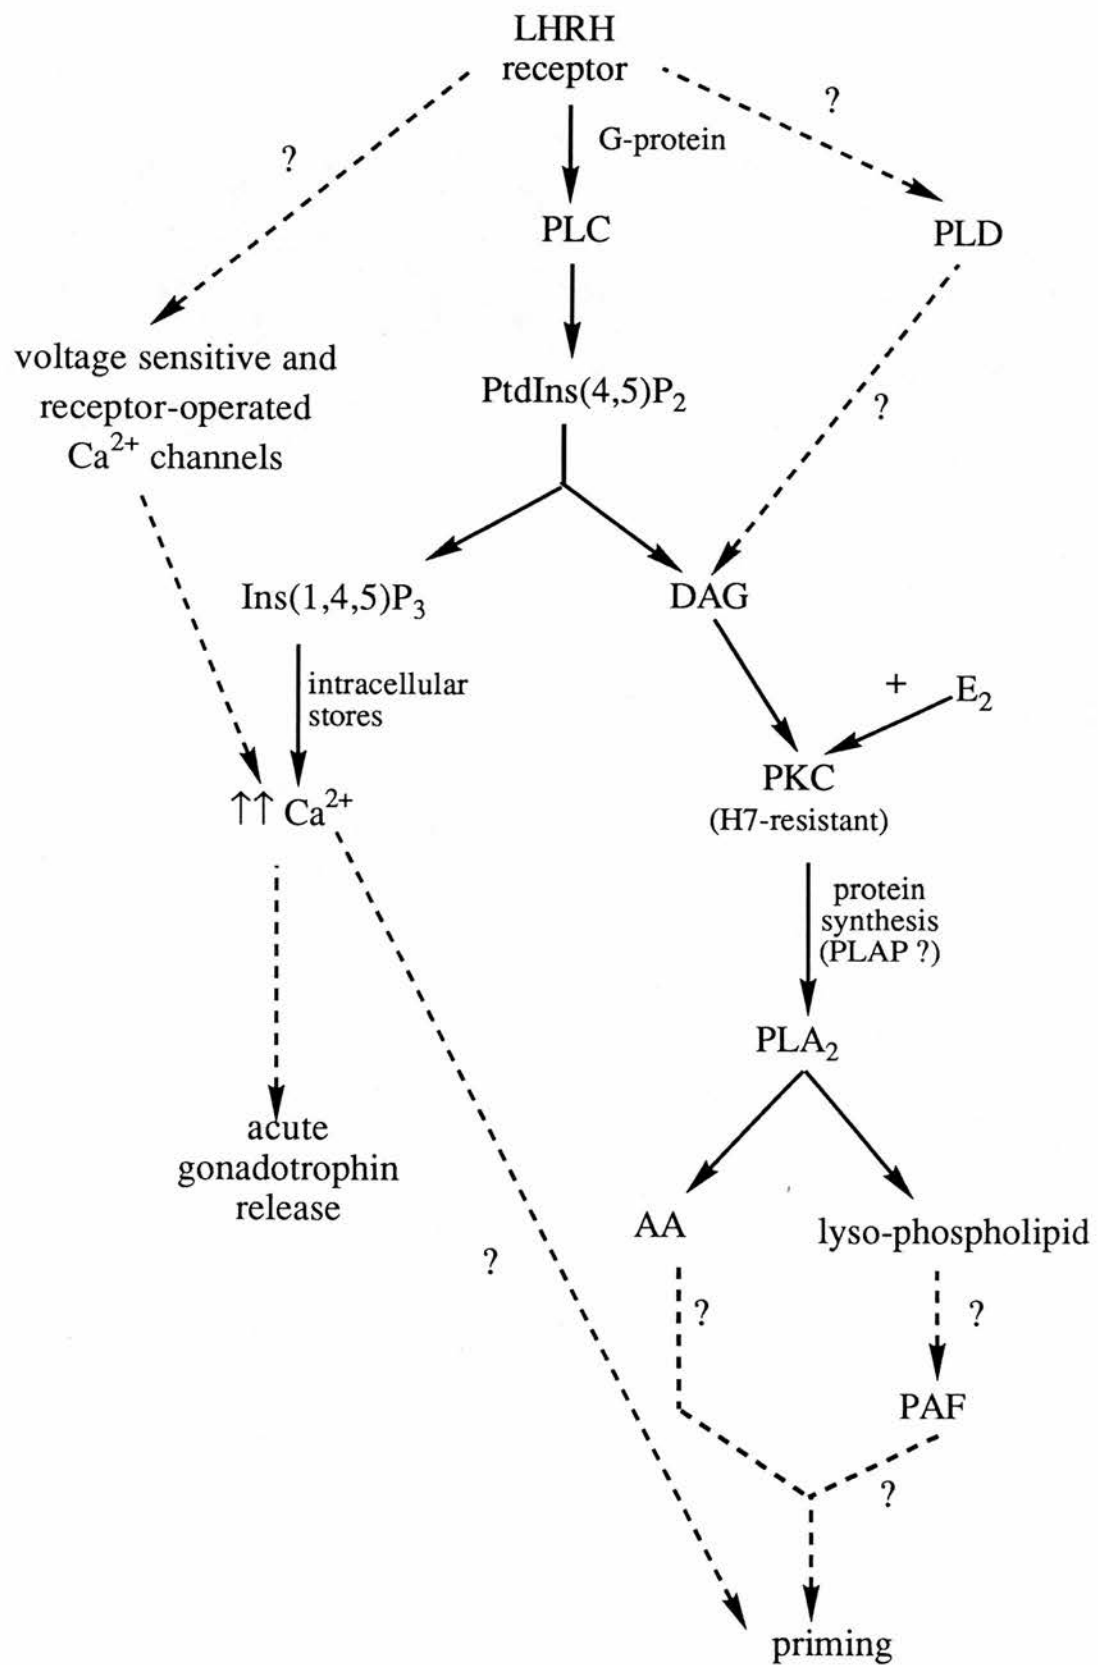 LHRH
receptor
?
?
G-protein
PLC
PLD
voltage sensitive and
receptor-operated
Ca²⁺ channels
PtdIns(4,5)P₂
?
Ins(1,4,5)P₃
DAG
intracellular
stores
+
E₂
PKC
(H7-resistant)
↑↑ Ca²⁺
protein
synthesis
(PLAP ?)
PLA₂
acute
gonadotrophin
release
AA
lyso-phospholipid
?
?
?
PAF
?
priming